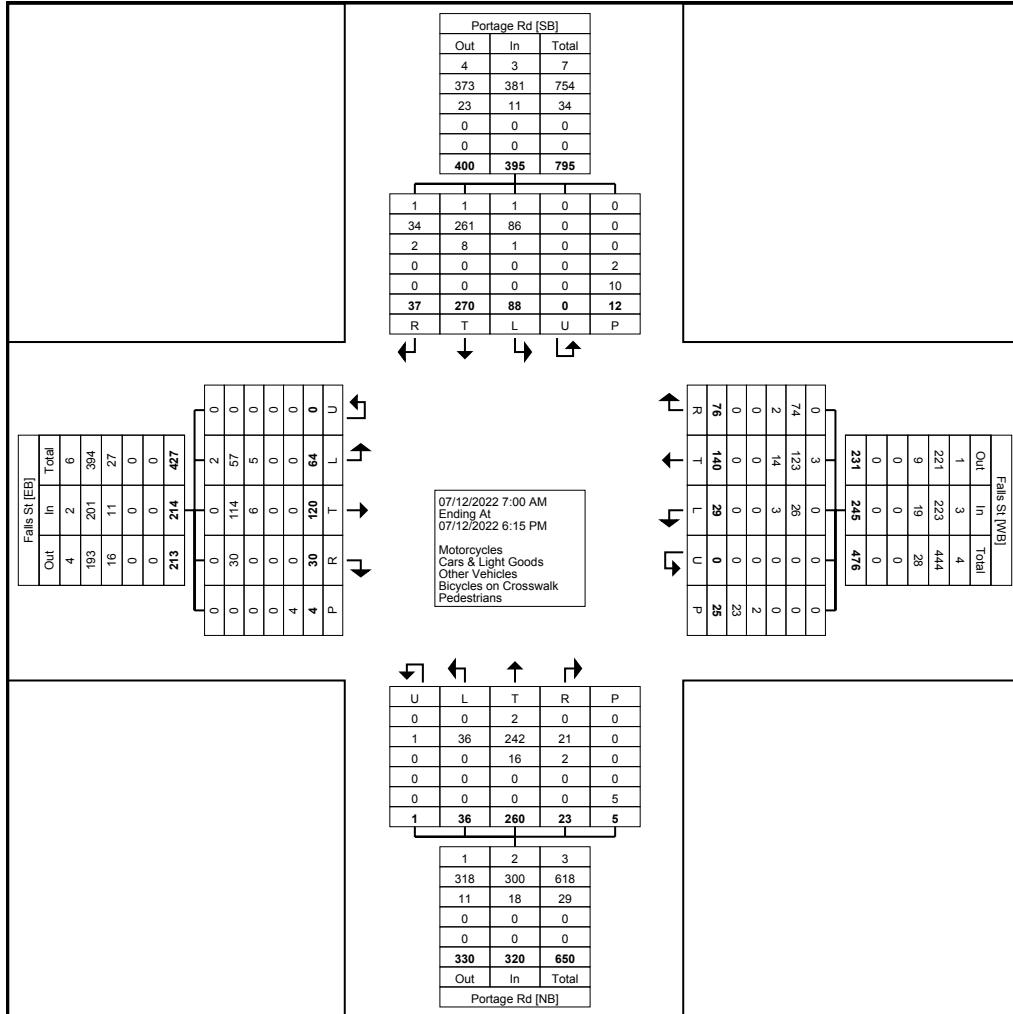 Portage Rd [SB]
Out In Total
4 3 7
373 381 754
23 11 34
0 0 0
0 0 0
400 395 795
1 1 1 0 0
34 261 86 0 0
2 8 1 0 0
0 0 0 0 2
0 0 0 0 10
37 270 88 0 12
R T L U P
Falls St [EB]
Total 6 394 27 0 0 427
In 2 201 11 0 0 214
Out 4 193 16 0 0 213
0 0 0 0 0 0 U
2 57 5 0 0 64 L
0 114 6 0 0 120 T
0 30 0 0 0 30 R
0 0 0 0 4 4 P
07/12/2022 7:00 AM
Ending At
07/12/2022 6:15 PM
Motorcycles
Cars & Light Goods
Other Vehicles
Bicycles on Crosswalk
Pedestrians
R 76 0 0 2 74 0
T 140 0 0 14 123 3
L 29 0 0 3 26 0
U 0 0 0 0 0 0
P 25 23 2 0 0 0
Falls St [WB]
231 0 0 9 221 1 Out
245 0 0 19 223 3 In
476 0 0 28 444 4 Total
U L T R P
0 0 2 0 0
1 36 242 21 0
0 0 16 2 0
0 0 0 0 0
0 0 0 0 5
1 36 260 23 5
1 2 3
318 300 618
11 18 29
0 0 0
0 0 0
330 320 650
Out In Total
Portage Rd [NB]